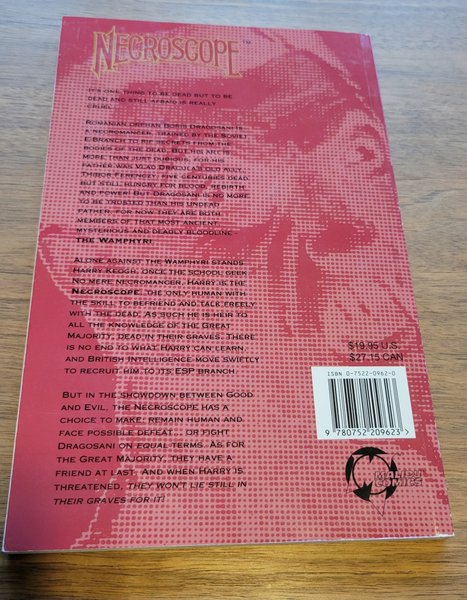 NECROSCOPE™
IT'S ONE THING TO BE DEAD BUT TO BE
DEAD AND STILL AFRAID IS REALLY
CRUEL...
ROMANIAN ORPHAN BORIS DRAGOSANI IS
A NECROMANCER, TRAINED BY THE SOVIET
E-BRANCH TO RIP SECRETS FROM THE
BODIES OF THE DEAD. BUT HIS ART IS
MORE THAN JUST DUBIOUS, FOR HIS
FATHER WAS VLAD DRACULA'S OLD ALLY,
THIBOR FERENCZY, FIVE CENTURIES DEAD
BUT STILL HUNGRY FOR BLOOD, REBIRTH
AND POWER! BUT DRAGOSANI IS NO MORE
TO BE TRUSTED THAN HIS UNDEAD
FATHER. FOR NOW THEY ARE BOTH
MEMBERS OF THAT MOST ANCIENT,
MYSTERIOUS AND DEADLY BLOODLINE -
THE WAMPHYRI.
ALONE AGAINST THE WAMPHYRI STANDS
HARRY KEOGH, ONCE THE SCHOOL GEEK.
NO MERE NECROMANCER, HARRY IS THE
NECROSCOPE, THE ONLY HUMAN WITH
THE SKILL TO BEFRIEND AND TALK FREELY
WITH THE DEAD. AS SUCH HE IS HEIR TO
ALL THE KNOWLEDGE OF THE GREAT
MAJORITY, DEAD IN THEIR GRAVES. THERE
IS NO END TO WHAT HARRY CAN LEARN,
AND BRITISH INTELLIGENCE MOVE SWIFTLY
TO RECRUIT HIM TO ITS ESP BRANCH.
BUT IN THE SHOWDOWN BETWEEN GOOD
AND EVIL, THE NECROSCOPE HAS A
CHOICE TO MAKE: REMAIN HUMAN AND
FACE POSSIBLE DEFEAT... OR FIGHT
DRAGOSANI ON EQUAL TERMS. AS FOR
THE GREAT MAJORITY, THEY HAVE A
FRIEND AT LAST. AND WHEN HARRY IS
THREATENED, THEY WON'T LIE STILL IN
THEIR GRAVES FOR IT!
$19.95 U.S.
$27.15 CAN
ISBN 0-7522-0962-0
9 780752 209623 >
MALIBU
COMICS